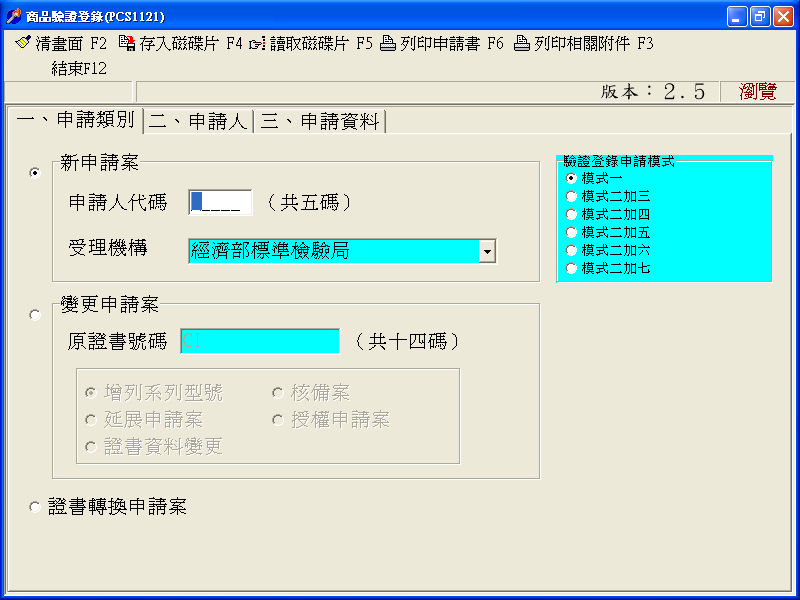 商品驗證登錄(PCS1121)
清畫面 F2 存入磁碟片 F4 讀取磁碟片 F5 列印申請書 F6 列印相關附件 F3
結束F12
版本：2.5 瀏覽
一、申請類別 二、申請人 三、申請資料
新申請案
申請人代碼 _____ （共五碼）
受理機構 經濟部標準檢驗局
驗證登錄申請模式
模式一
模式二加三
模式二加四
模式二加五
模式二加六
模式二加七
變更申請案
原證書號碼 CI （共十四碼）
增列系列型號 核備案
延展申請案 授權申請案
證書資料變更
證書轉換申請案